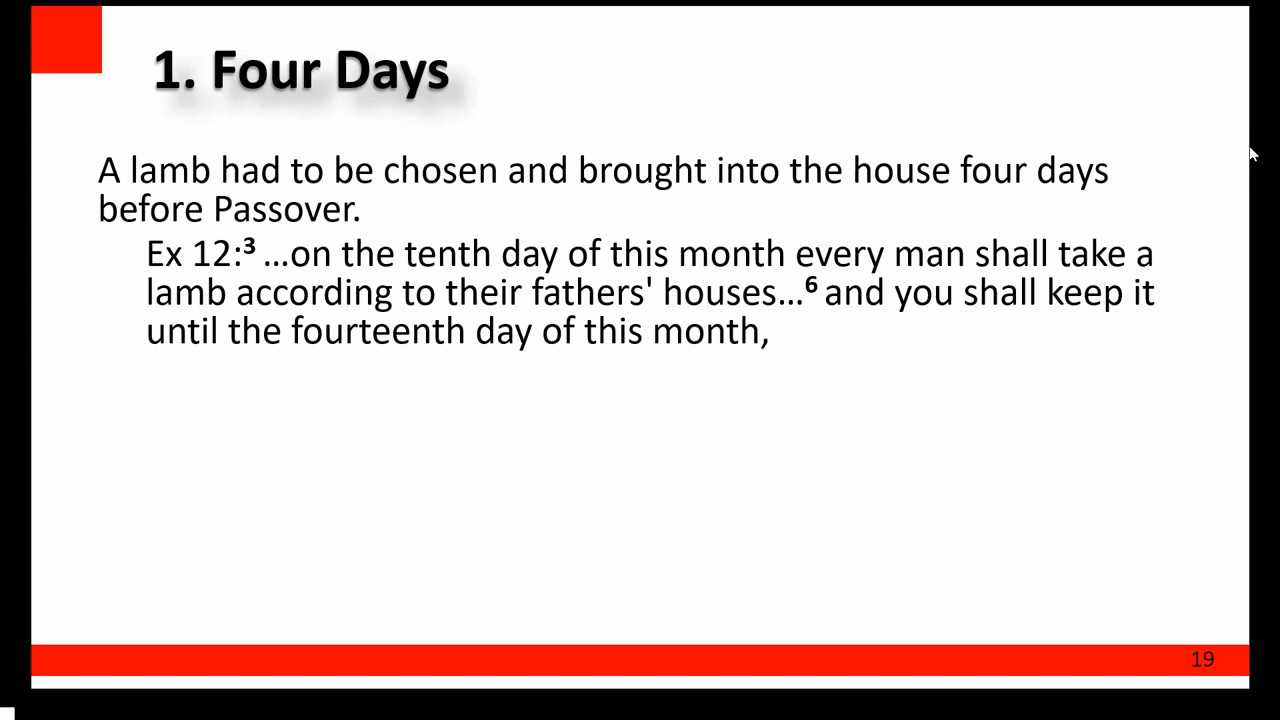 1. Four Days
A lamb had to be chosen and brought into the house four days
before Passover.
Ex 12:³ …on the tenth day of this month every man shall take a
lamb according to their fathers' houses…⁶ and you shall keep it
until the fourteenth day of this month,
19